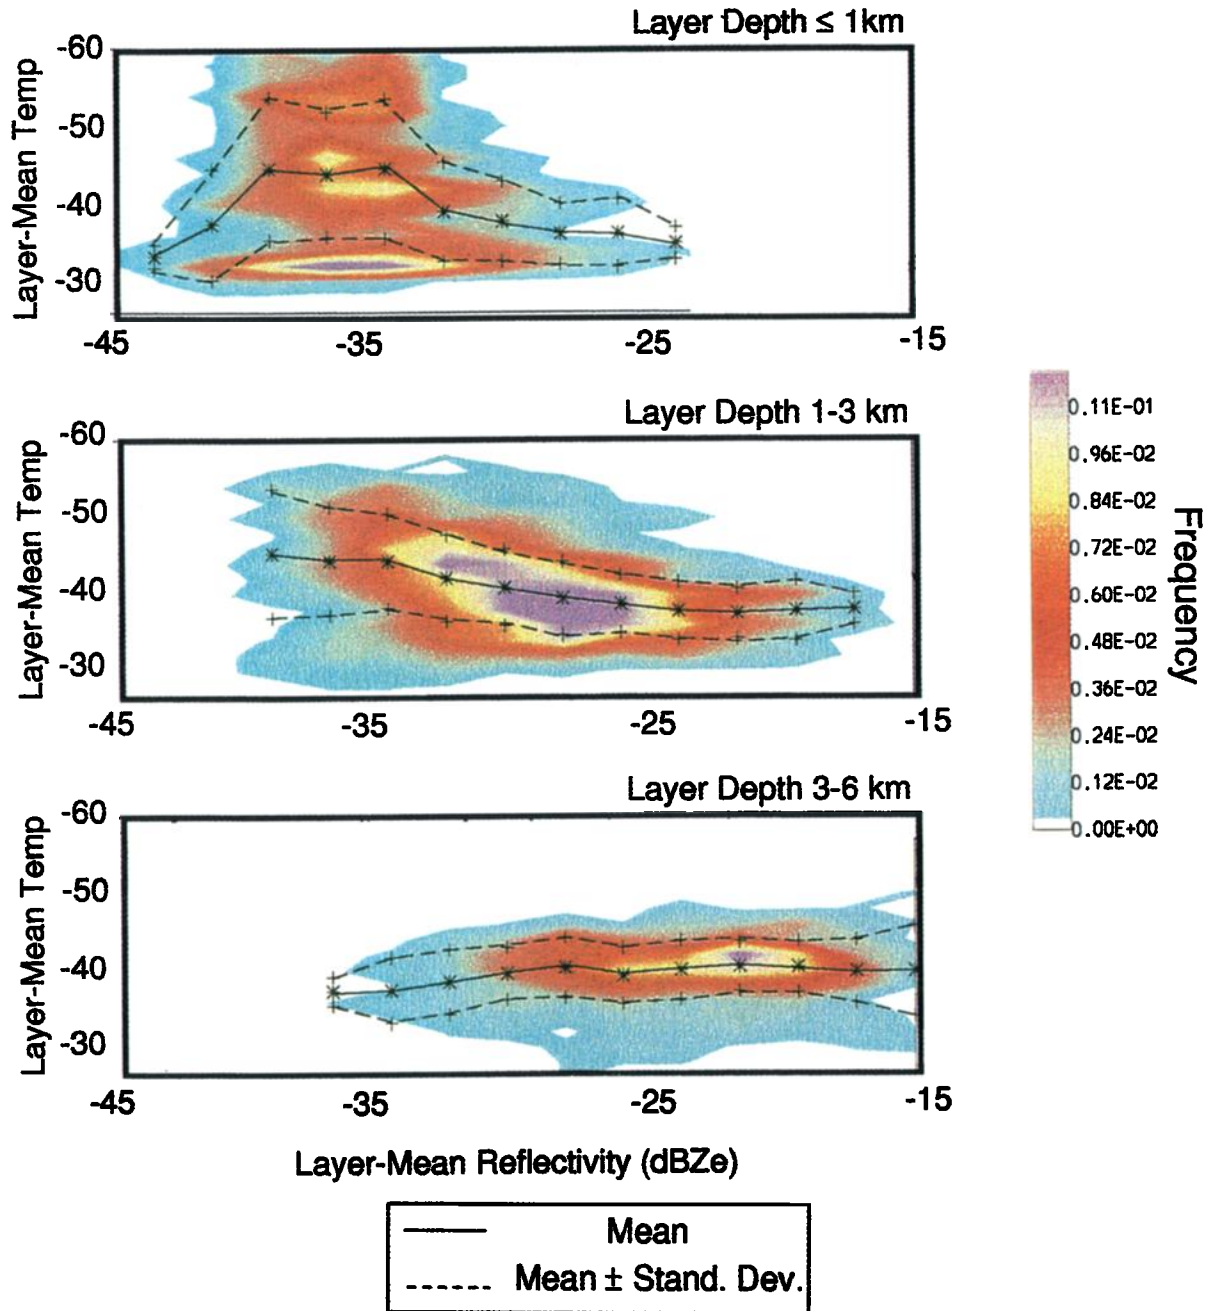 Layer Depth ≤ 1km
Layer-Mean Temp
-60
-50
-40
-30
-45 -35 -25 -15
Layer Depth 1-3 km
Layer-Mean Temp
-60
-50
-40
-30
-45 -35 -25 -15
Layer Depth 3-6 km
Layer-Mean Temp
-60
-50
-40
-30
-45 -35 -25 -15
Layer-Mean Reflectivity (dBZe)
Mean
Mean ± Stand. Dev.
0.11E-01
0.96E-02
0.84E-02
0.72E-02
0.60E-02
0.48E-02
0.36E-02
0.24E-02
0.12E-02
0.00E+00
Frequency